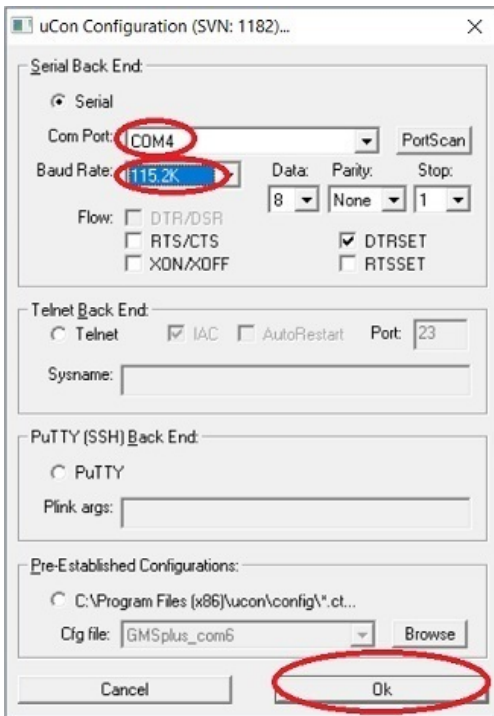 uCon Configuration (SVN: 1182)...
Serial Back End:
Serial
Com Port: COM4 PortScan
Baud Rate: 115.2K Data: Parity: Stop:
8 None 1
Flow: DTR/DSR
RTS/CTS DTRSET
XON/XOFF RTSSET
Telnet Back End:
Telnet IAC AutoRestart Port: 23
Sysname:
PuTTY (SSH) Back End:
PuTTY
Plink args:
Pre-Established Configurations:
C:\Program Files (x86)\ucon\config\*.ct...
Cfg file: GMSplus_com6 Browse
Cancel Ok